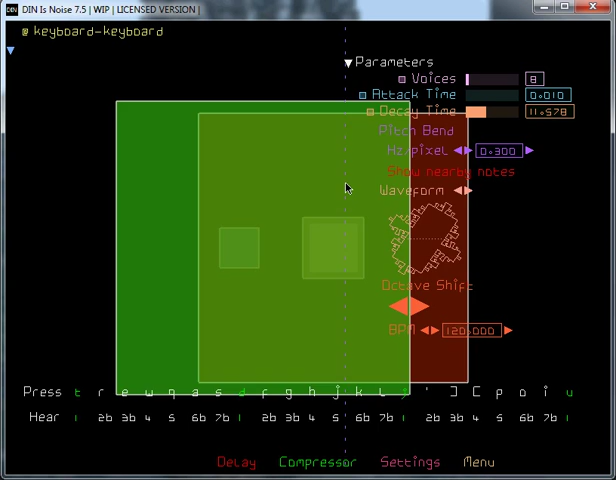 DIN Is Noise 7.5 | WIP | LICENSED VERSION |
@ keyboard-keyboard
Parameters
Voices 8
Attack Time 0.010
Decay Time 11.578
Pitch Bend
Hz/pixel 0.300
Show nearby notes
Waveform
Octave Shift
BPM 120.000
Press t r e w q a s d f g h j k l ; ' ] [ p o i u
Hear 1 2b 3b 4 5 6b 7b 1 2b 3b 4 5 6b 7b 1 2b 3b 4 5 6b 7b 1
Delay Compressor Settings Menu